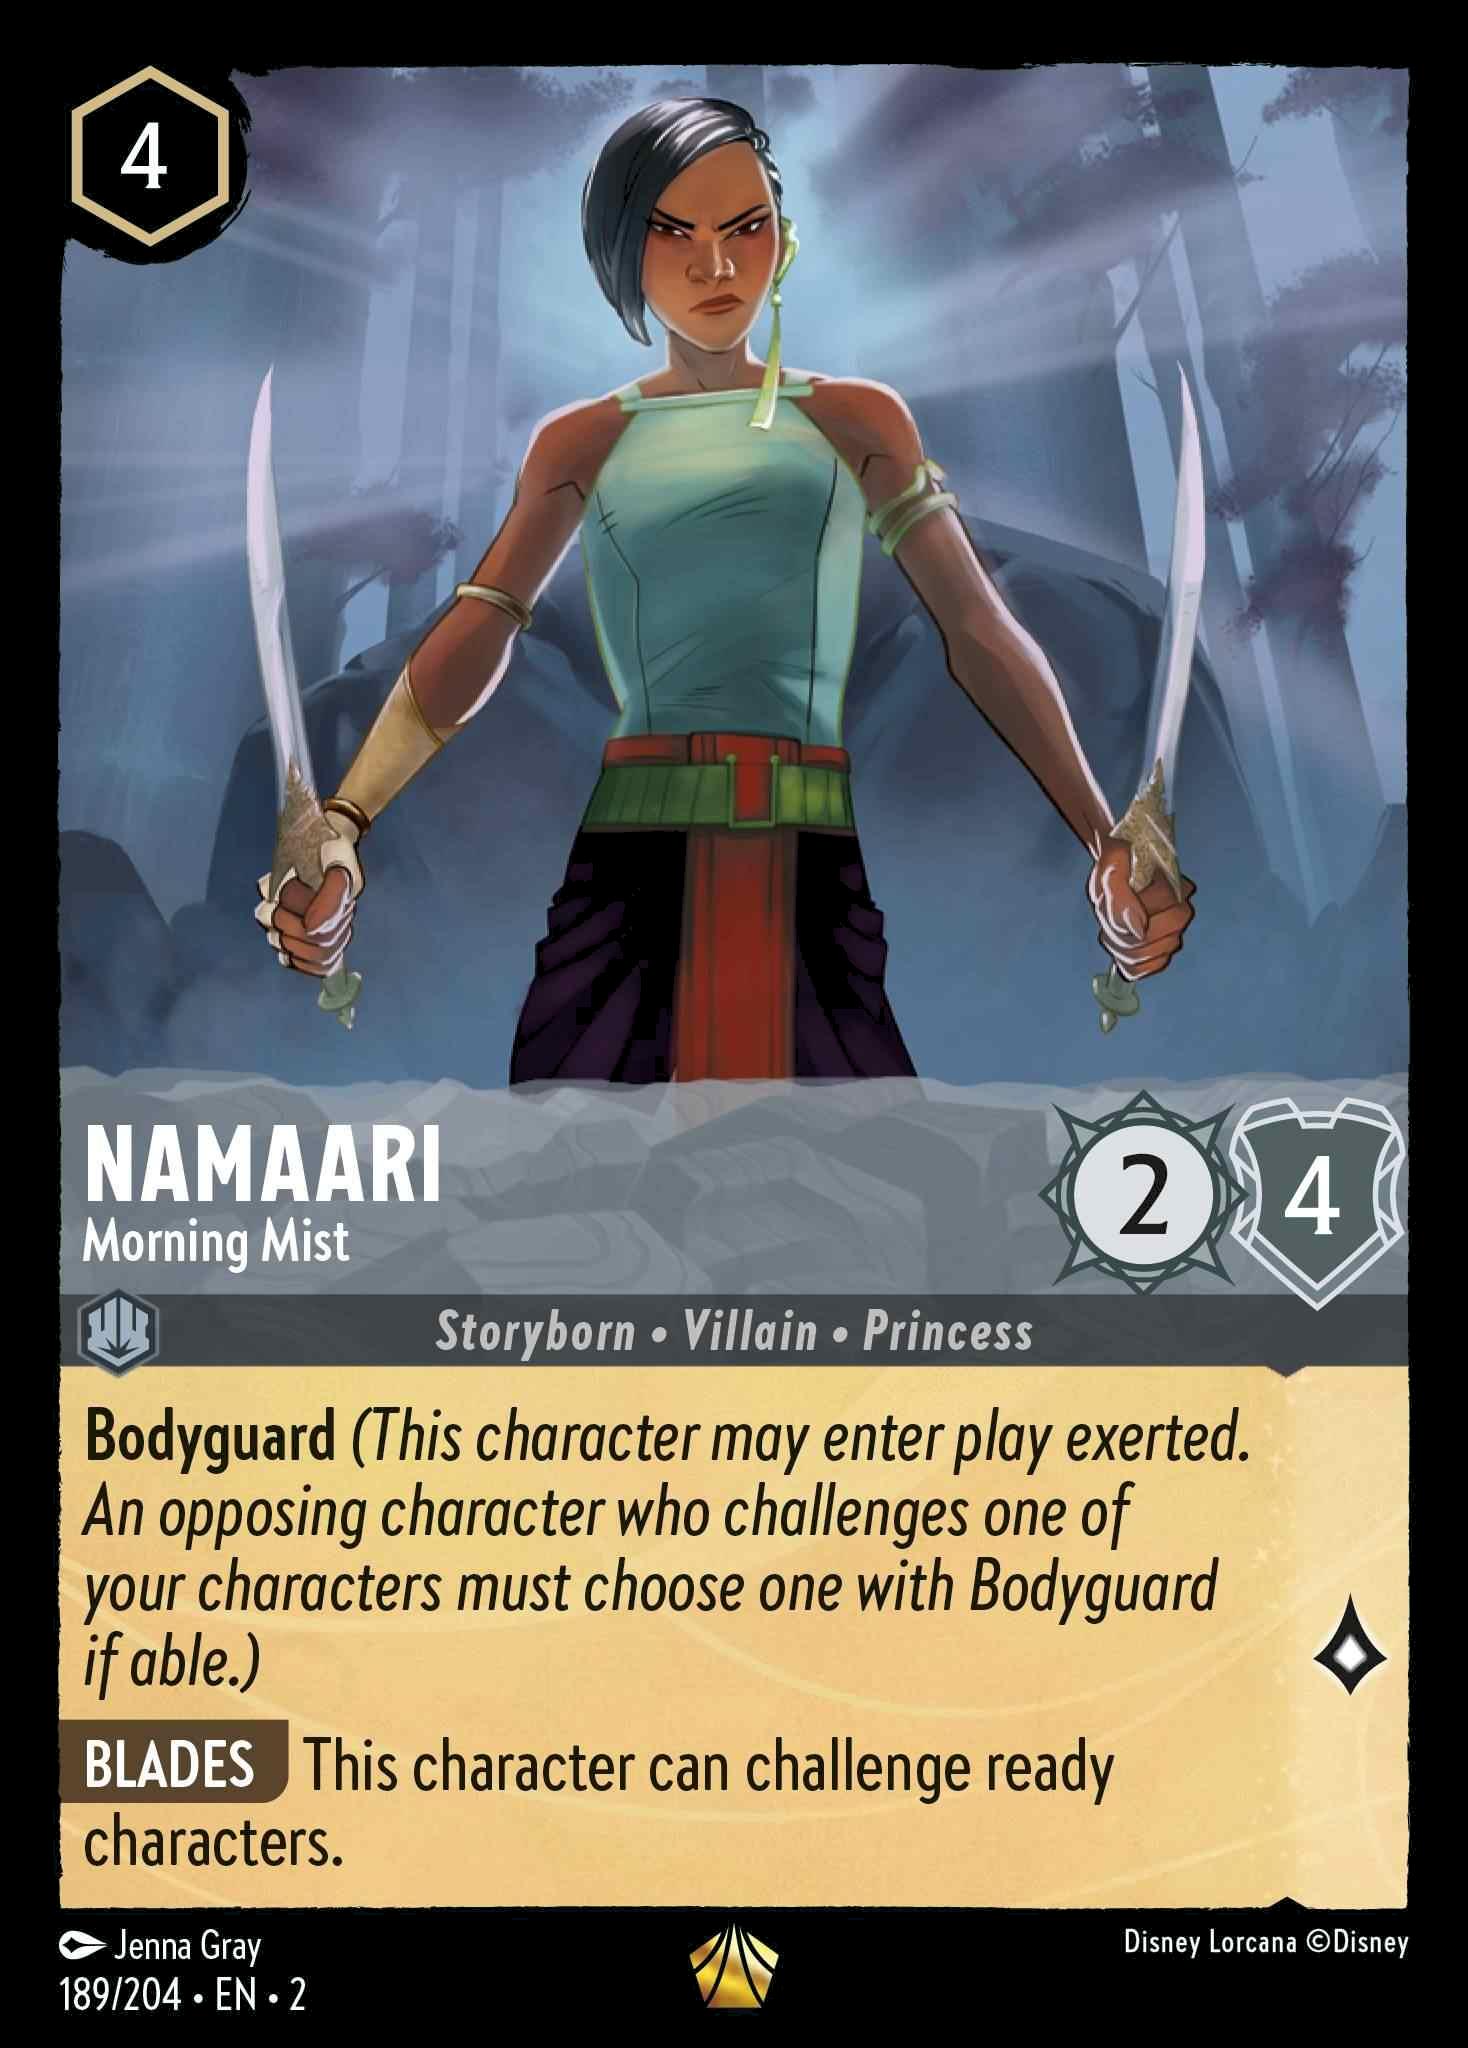 4
NAMAARI
Morning Mist
2
4
Storyborn • Villain • Princess
Bodyguard (This character may enter play exerted.
An opposing character who challenges one of
your characters must choose one with Bodyguard
if able.)
BLADES This character can challenge ready
characters.
Jenna Gray
189/204 • EN • 2
Disney Lorcana ©Disney